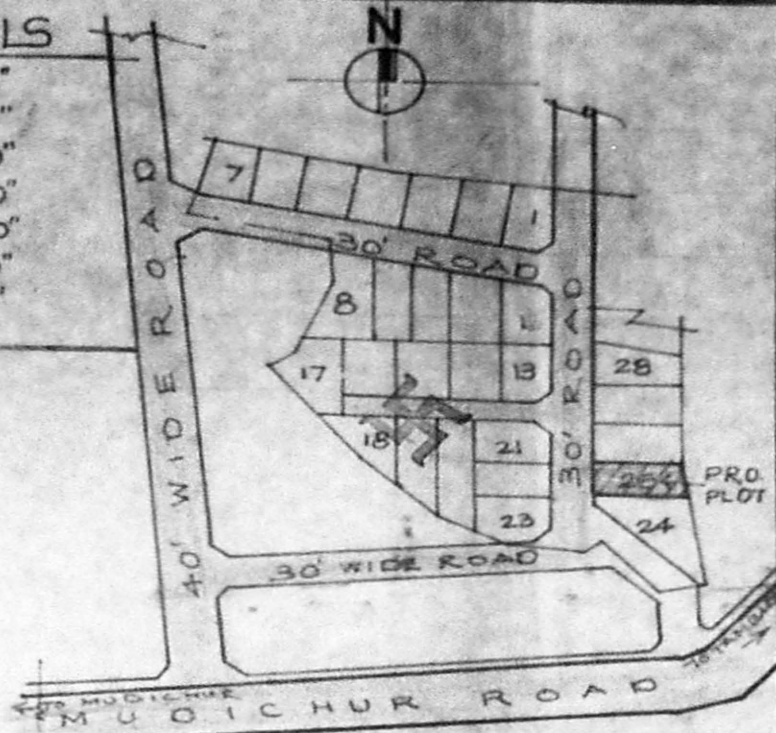 LS
N
7
1
30' ROAD
40' WIDE ROAD
8
30' ROAD
17
13
28
18
21
25
PRO.
PLOT
23
24
30' WIDE ROAD
TO MUDICHUR
MUDICHUR ROAD